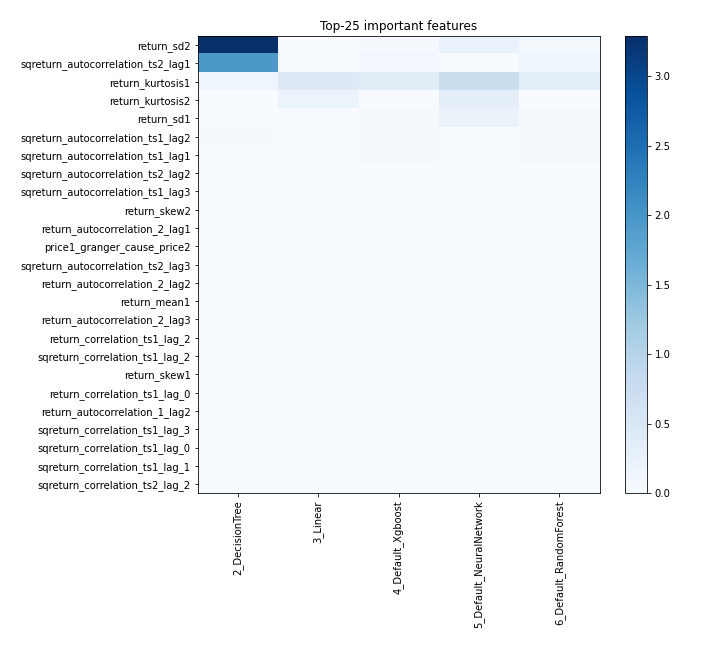 Top-25 important features
return_sd2
sqreturn_autocorrelation_ts2_lag1
return_kurtosis1
return_kurtosis2
return_sd1
sqreturn_autocorrelation_ts1_lag2
sqreturn_autocorrelation_ts1_lag1
sqreturn_autocorrelation_ts2_lag2
sqreturn_autocorrelation_ts1_lag3
return_skew2
return_autocorrelation_2_lag1
price1_granger_cause_price2
sqreturn_autocorrelation_ts2_lag3
return_autocorrelation_2_lag2
return_mean1
return_autocorrelation_2_lag3
return_correlation_ts1_lag_2
sqreturn_correlation_ts1_lag_2
return_skew1
return_correlation_ts1_lag_0
return_autocorrelation_1_lag2
sqreturn_correlation_ts1_lag_3
sqreturn_correlation_ts1_lag_0
sqreturn_correlation_ts1_lag_1
sqreturn_correlation_ts2_lag_2
2_DecisionTree
3_Linear
4_Default_Xgboost
5_Default_NeuralNetwork
6_Default_RandomForest
3.0
2.5
2.0
1.5
1.0
0.5
0.0